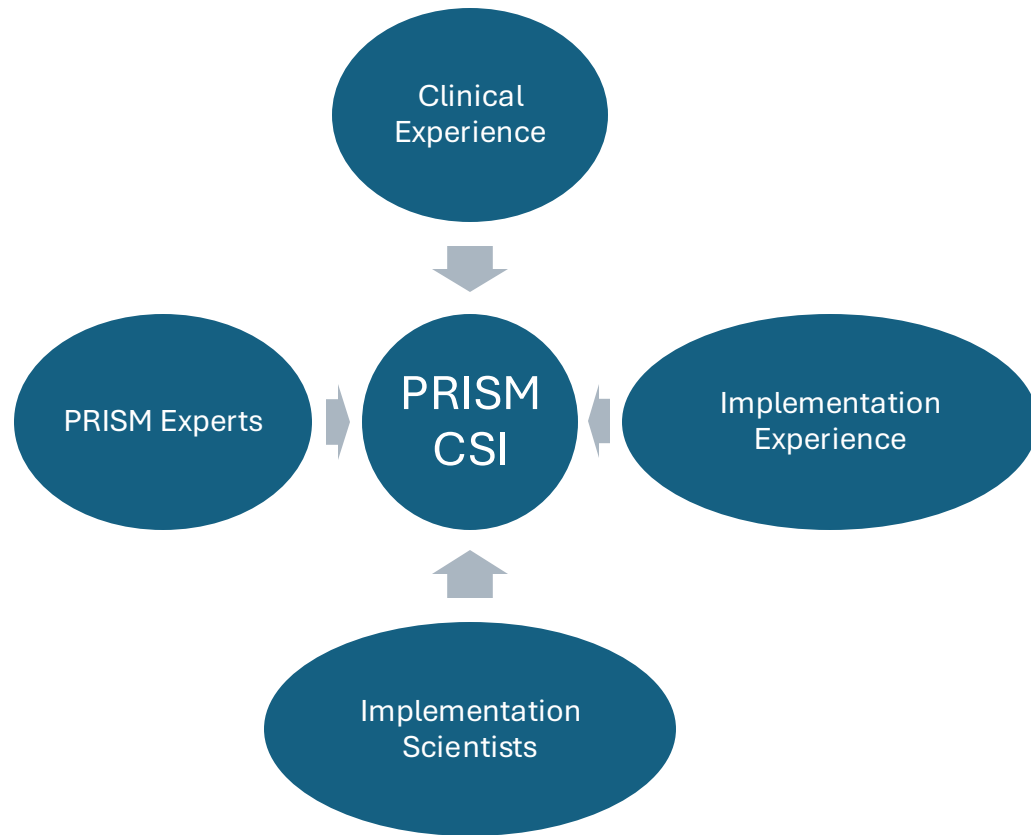 Clinical
Experience
PRISM Experts
PRISM
CSI
Implementation
Experience
Implementation
Scientists